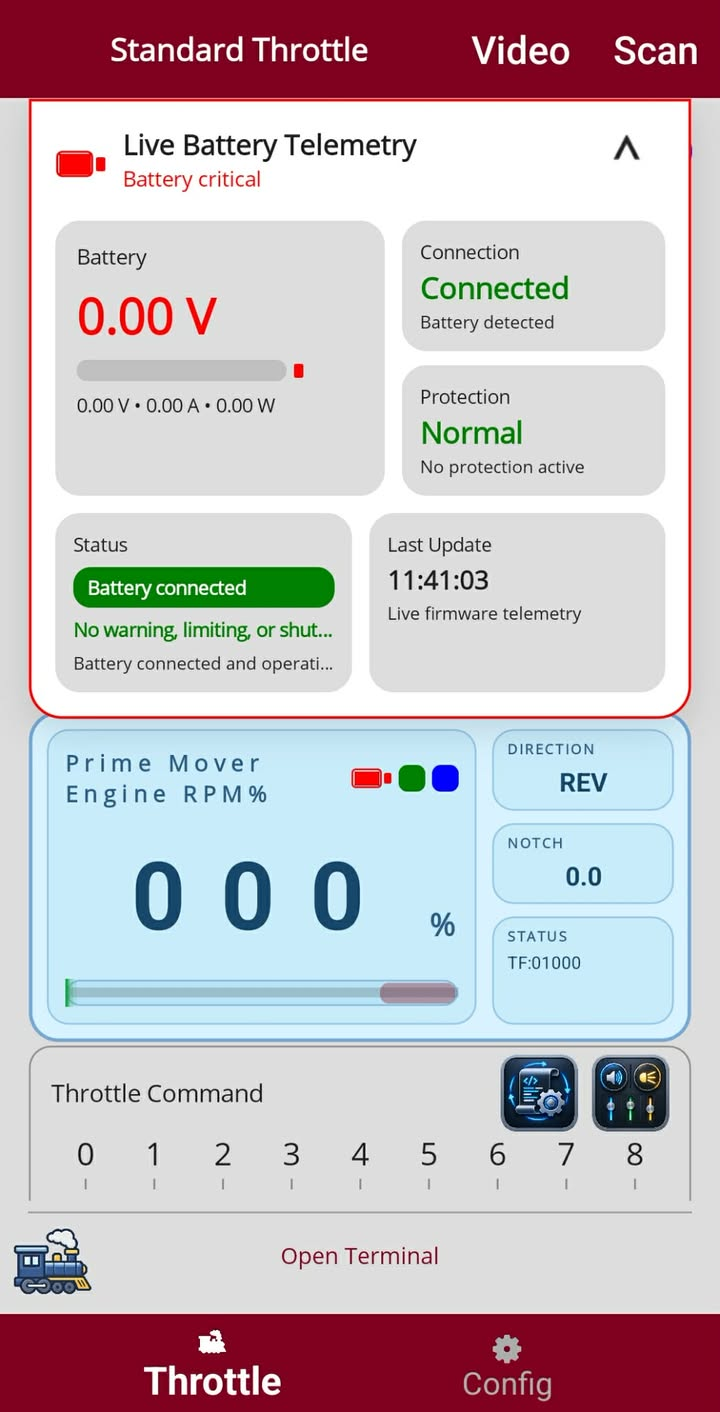 Standard Throttle
Video
Scan
Live Battery Telemetry
Battery critical
Battery
0.00 V
0.00 V • 0.00 A • 0.00 W
Connection
Connected
Battery detected
Protection
Normal
No protection active
Status
Battery connected
No warning, limiting, or shut...
Battery connected and operati...
Last Update
11:41:03
Live firmware telemetry
Prime Mover
Engine RPM%
000
%
DIRECTION
REV
NOTCH
0.0
STATUS
TF:01000
Throttle Command
0 1 2 3 4 5 6 7 8
Open Terminal
Throttle
Config